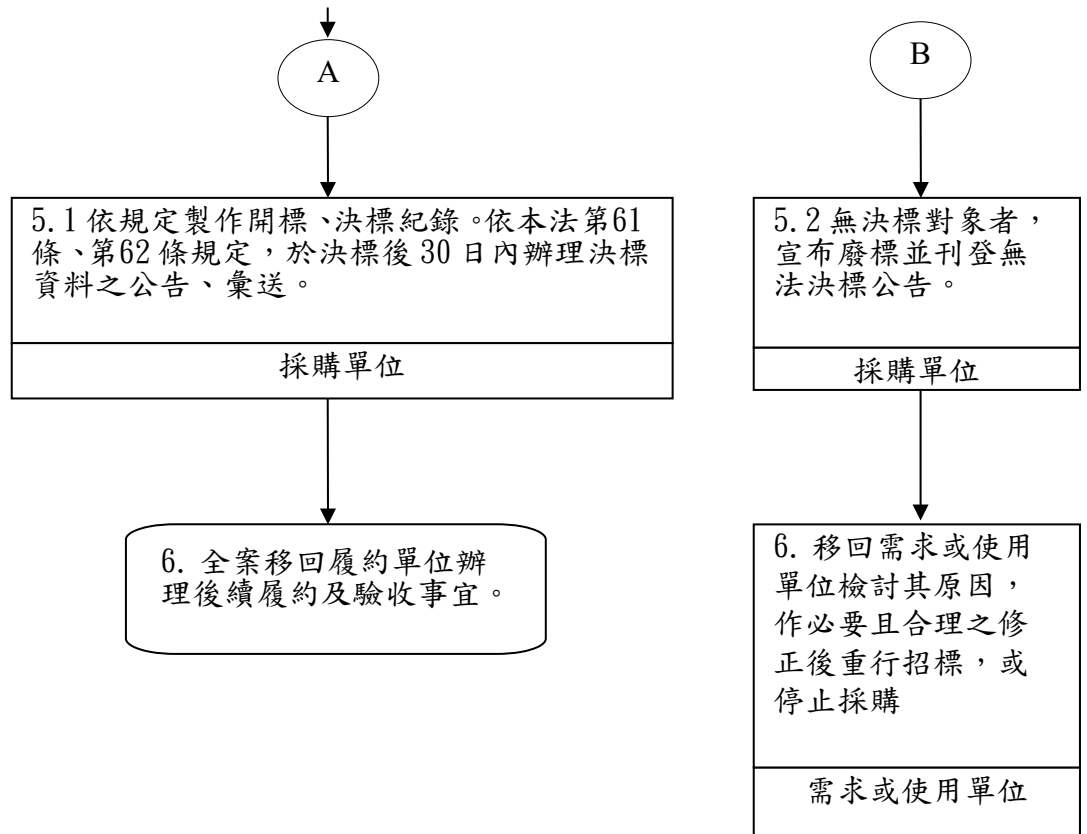 A
5.1 依規定製作開標、決標紀錄。依本法第61
條、第62條規定，於決標後 30 日內辦理決標
資料之公告、彙送。
採購單位
6. 全案移回履約單位辦
理後續履約及驗收事宜。
B
5.2 無決標對象者，
宣布廢標並刊登無
法決標公告。
採購單位
6. 移回需求或使用
單位檢討其原因，
作必要且合理之修
正後重行招標，或
停止採購
需求或使用單位